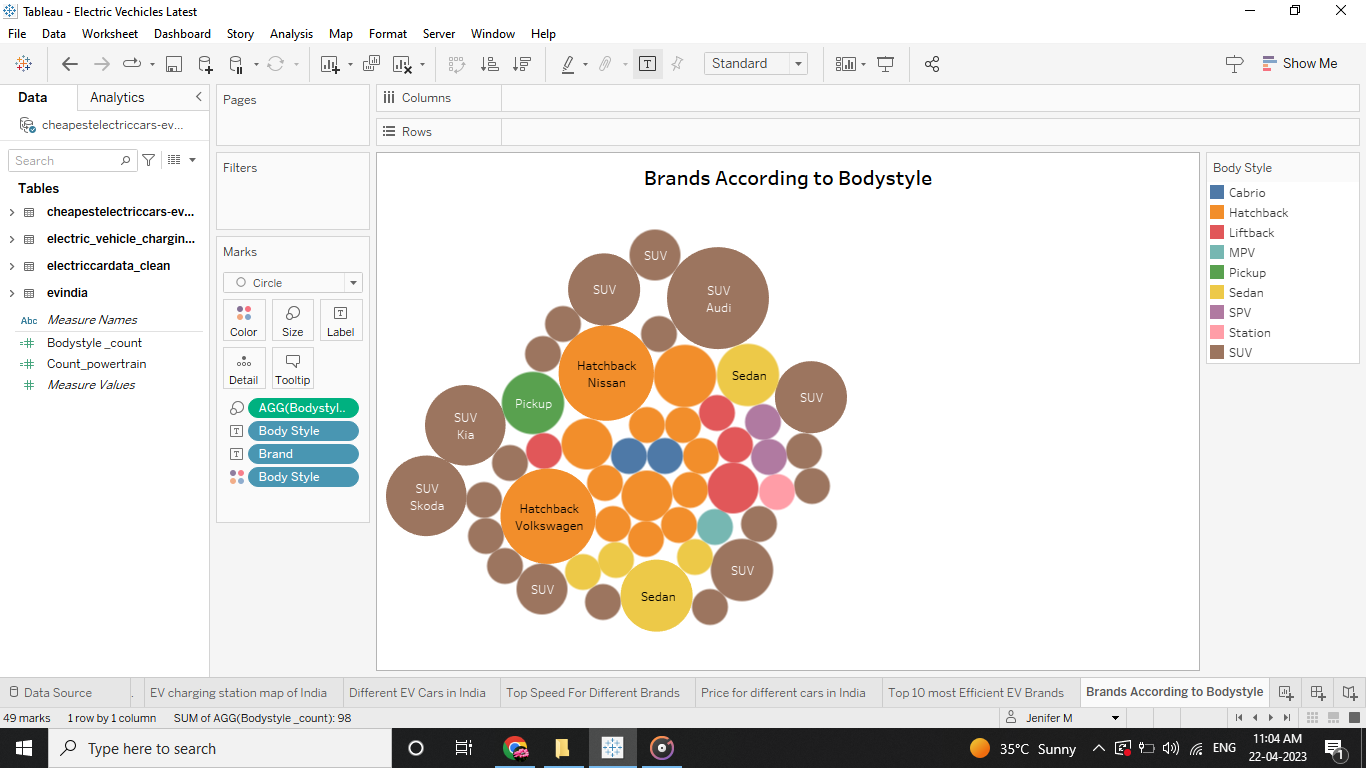 Tableau - Electric Vechicles Latest
File Data Worksheet Dashboard Story Analysis Map Format Server Window Help
Standard
Show Me
Data Analytics
cheapestelectriccars-ev...
Search
Tables
cheapestelectriccars-ev...
electric_vehicle_chargin...
electriccardata_clean
evindia
Abc Measure Names
Bodystyle _count
Count_powertrain
Measure Values
Pages
Filters
Marks
Circle
Color Size Label
Detail Tooltip
AGG(Bodystyl..
Body Style
Brand
Body Style
Columns
Rows
Brands According to Bodystyle
SUV
SUV
SUV
Audi
Hatchback
Nissan
Sedan
SUV
Pickup
SUV
Kia
SUV
Skoda
Hatchback
Volkswagen
SUV
SUV
Sedan
Body Style
Cabrio
Hatchback
Liftback
MPV
Pickup
Sedan
SPV
Station
SUV
Data Source . EV charging station map of India Different EV Cars in India Top Speed For Different Brands Price for different cars in India Top 10 most Efficient EV Brands Brands According to Bodystyle
49 marks 1 row by 1 column SUM of AGG(Bodystyle _count): 98 Jenifer M
Type here to search
35°C Sunny
ENG
11:04 AM
22-04-2023
1